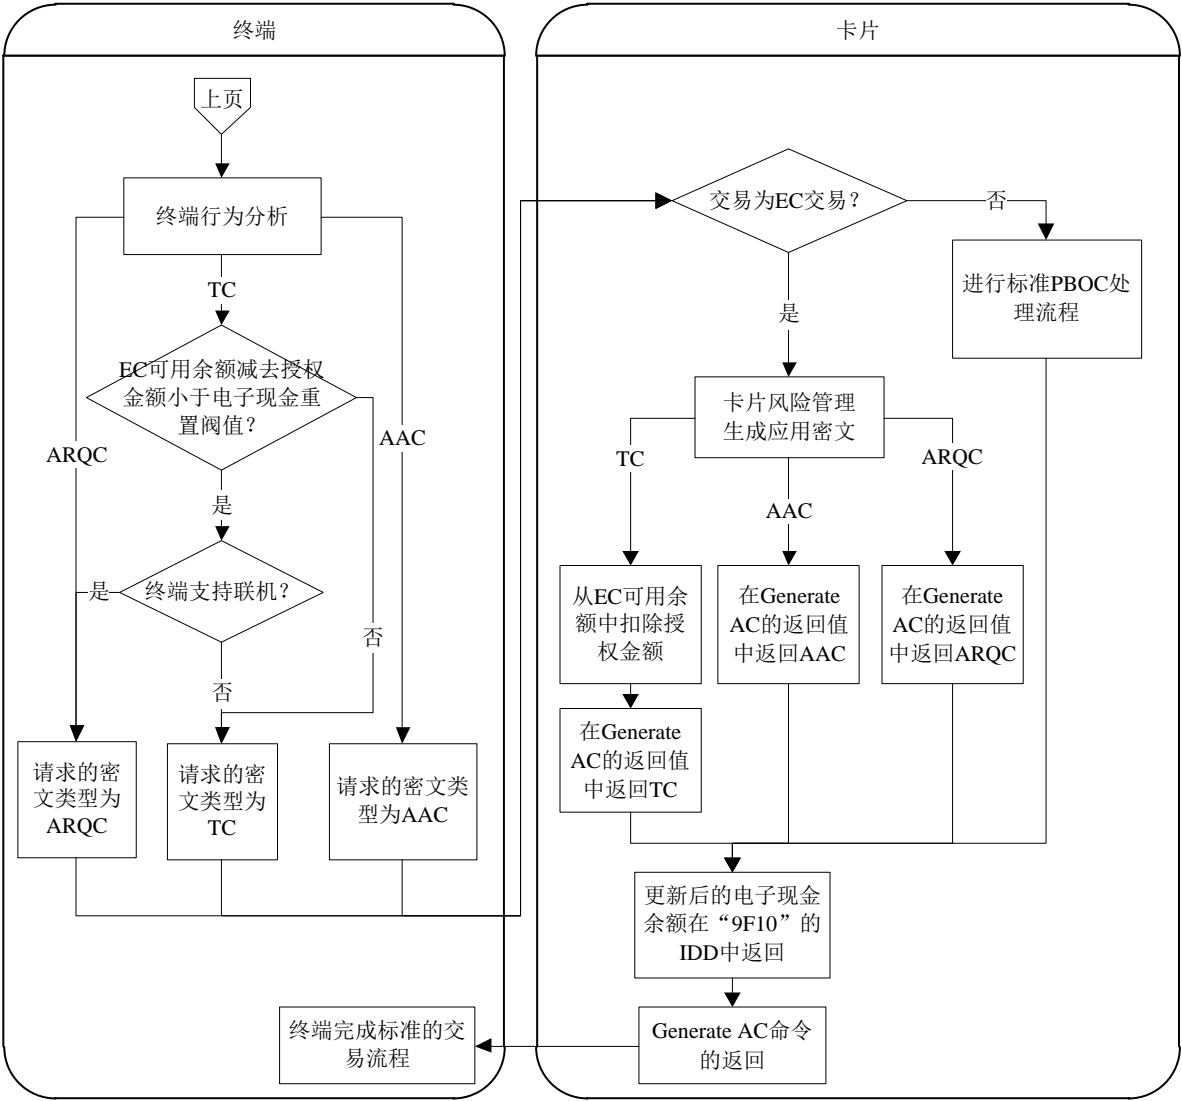 终端
上页
终端行为分析
TC
EC可用余额减去授权
金额小于电子现金重
置阀值？
AAC
ARQC
是
终端支持联机？
是
否
否
请求的密
文类型为
ARQC
请求的密
文类型为
TC
请求的密文类
型为AAC
终端完成标准的交
易流程
卡片
交易为EC交易？
否
进行标准PBOC处
理流程
是
卡片风险管理
生成应用密文
TC
AAC
ARQC
从EC可用余
额中扣除授
权金额
在Generate
AC的返回值
中返回AAC
在Generate
AC的返回值
中返回ARQC
在Generate
AC的返回值
中返回TC
更新后的电子现金
余额在“9F10”的
IDD中返回
Generate AC命令
的返回